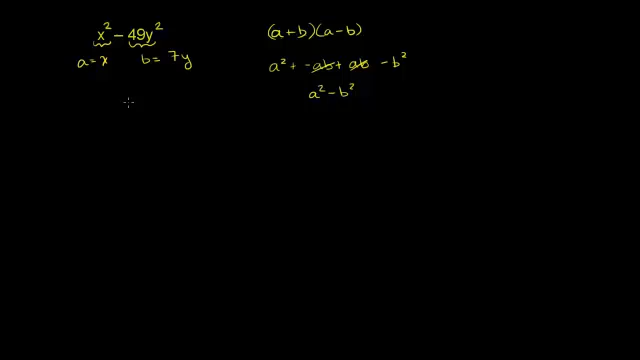 x² − 49y²
a = x b = 7y
(a + b)(a − b)
a² + -ab + ab - b²
a² − b²